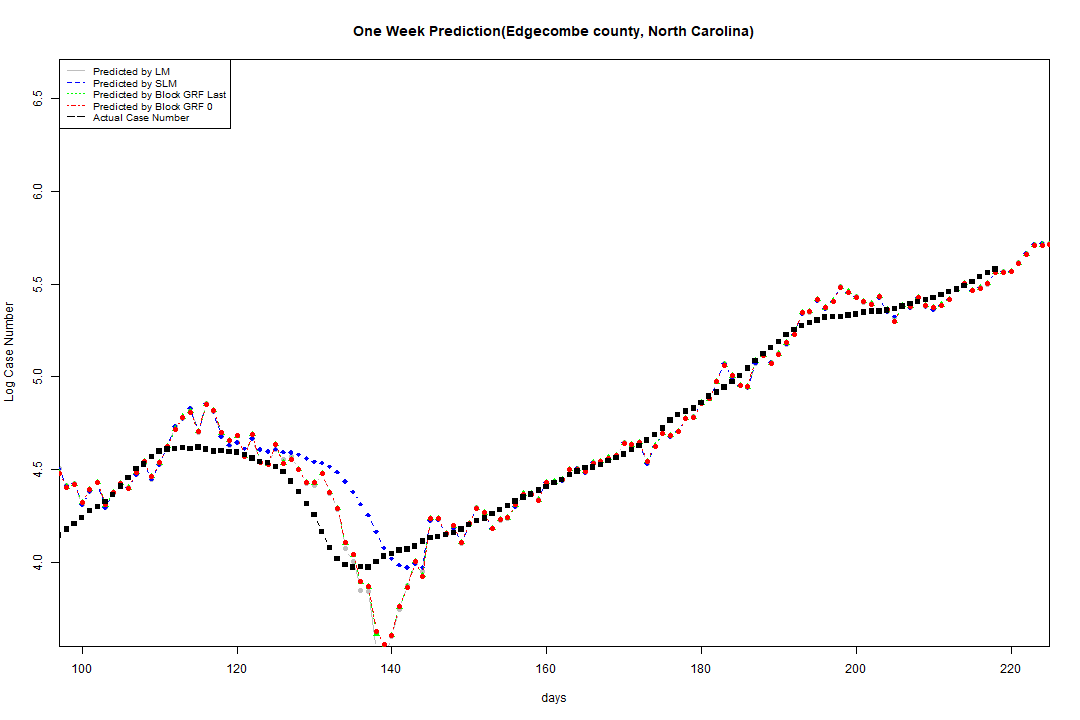 One Week Prediction(Edgecombe county, North Carolina)
Predicted by LM
Predicted by SLM
Predicted by Block GRF Last
Predicted by Block GRF 0
Actual Case Number
6.5
6.0
5.5
5.0
4.5
4.0
Log Case Number
100 120 140 160 180 200 220
days